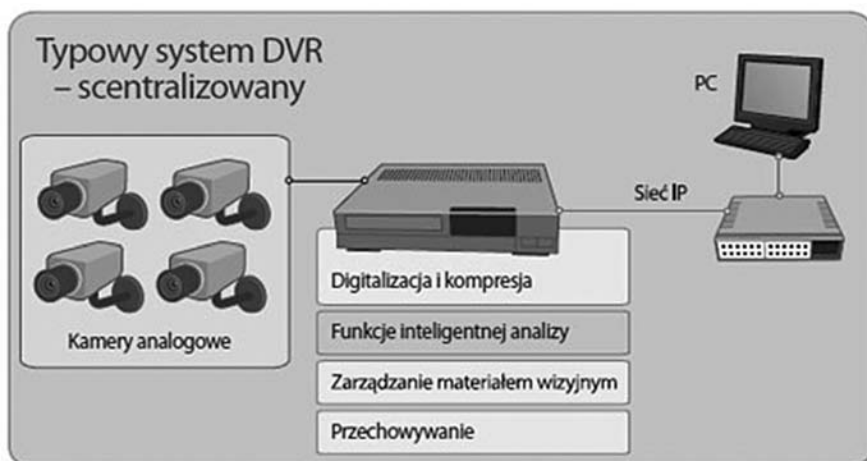 Typowy system DVR
– scentralizowany
PC
Sieć IP
Kamery analogowe
Digitalizacja i kompresja
Funkcje inteligentnej analizy
Zarządzanie materiałem wizyjnym
Przechowywanie